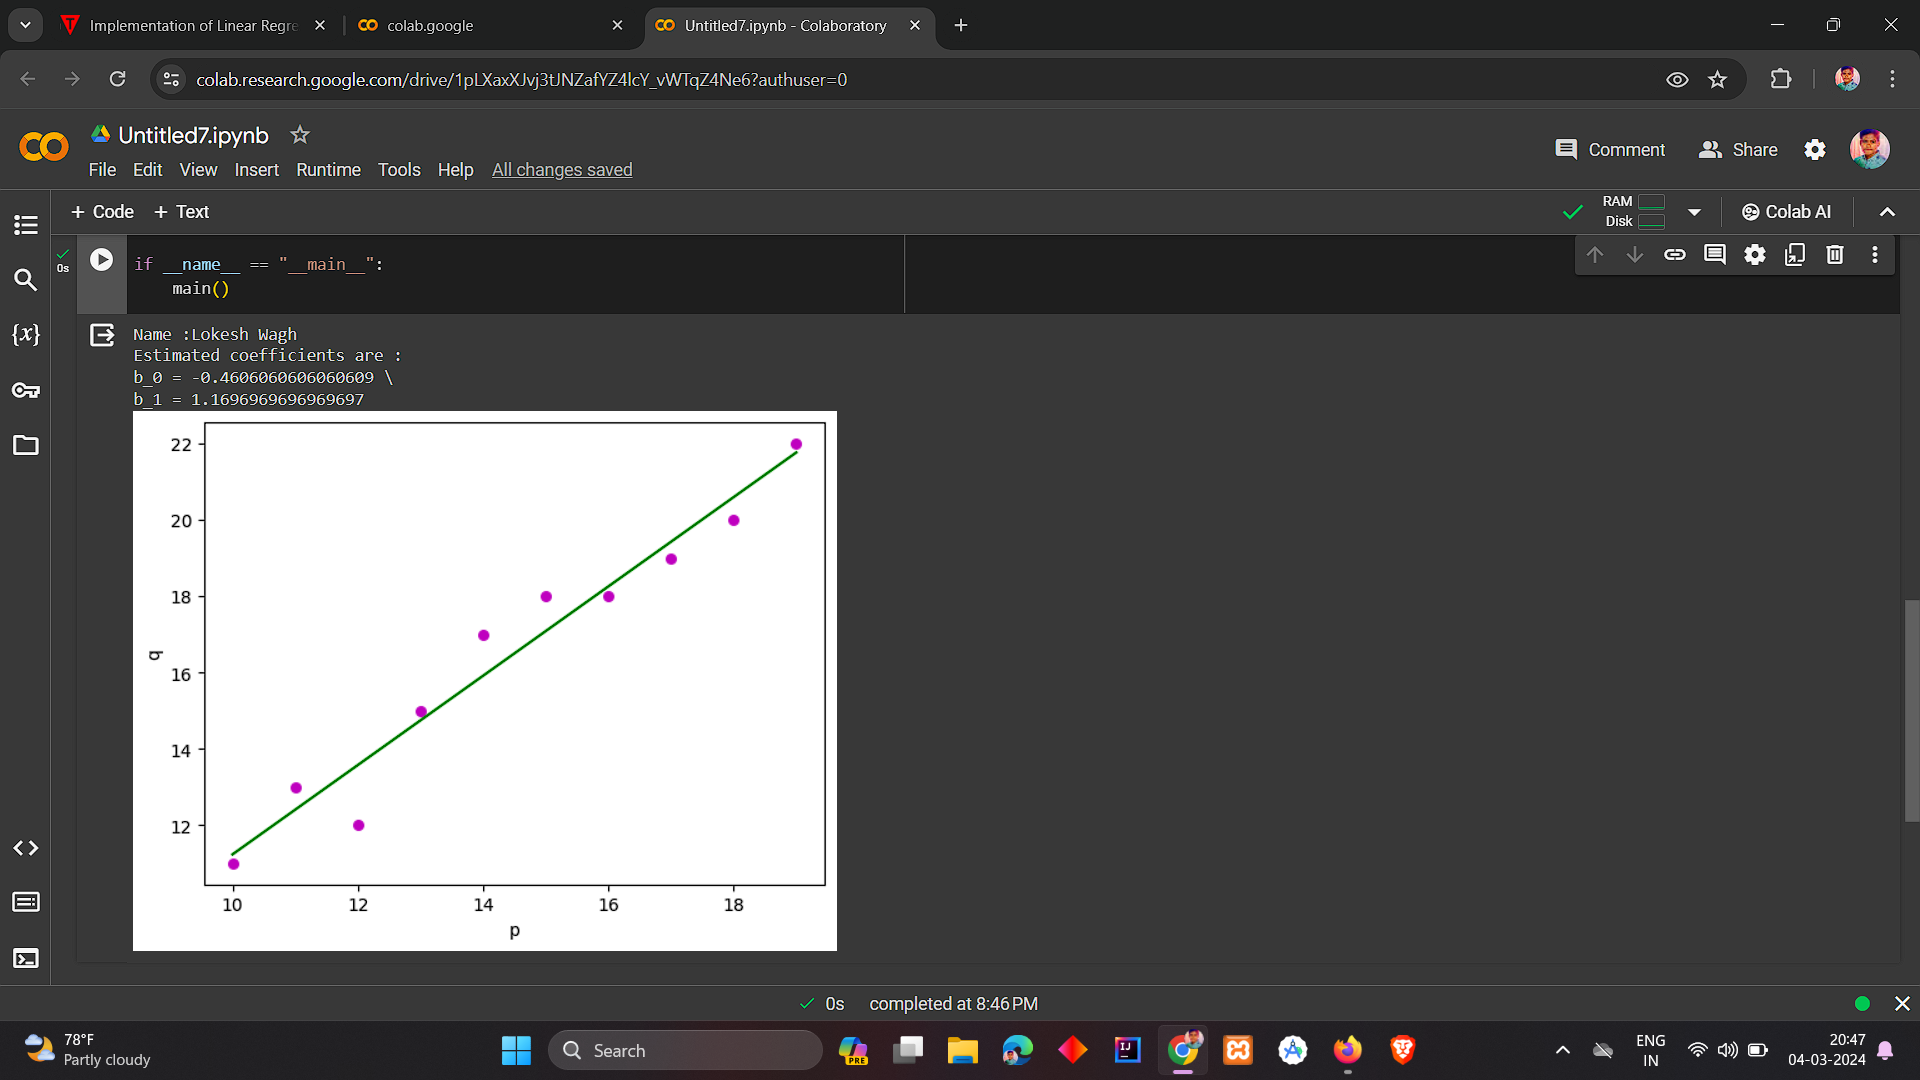 Implementation of Linear Regre
colab.google
Untitled7.ipynb - Colaboratory
colab.research.google.com/drive/1pLXaxXJvj3tJNZafYZ4lcY_vWTqZ4Ne6?authuser=0
CO
Untitled7.ipynb
Comment
Share
File Edit View Insert Runtime Tools Help All changes saved
+ Code + Text
RAM
Disk
Colab AI
0s
if __name__ == "__main__":
main()
{x}
Name :Lokesh Wagh
Estimated coefficients are :
b_0 = -0.4606060606060609 \
b_1 = 1.1696969696969697
22
20
18
16
14
12
q
10 12 14 16 18
p
0s completed at 8:46 PM
78°F
Partly cloudy
Search
PRE
IJ
ENG
IN
20:47
04-03-2024